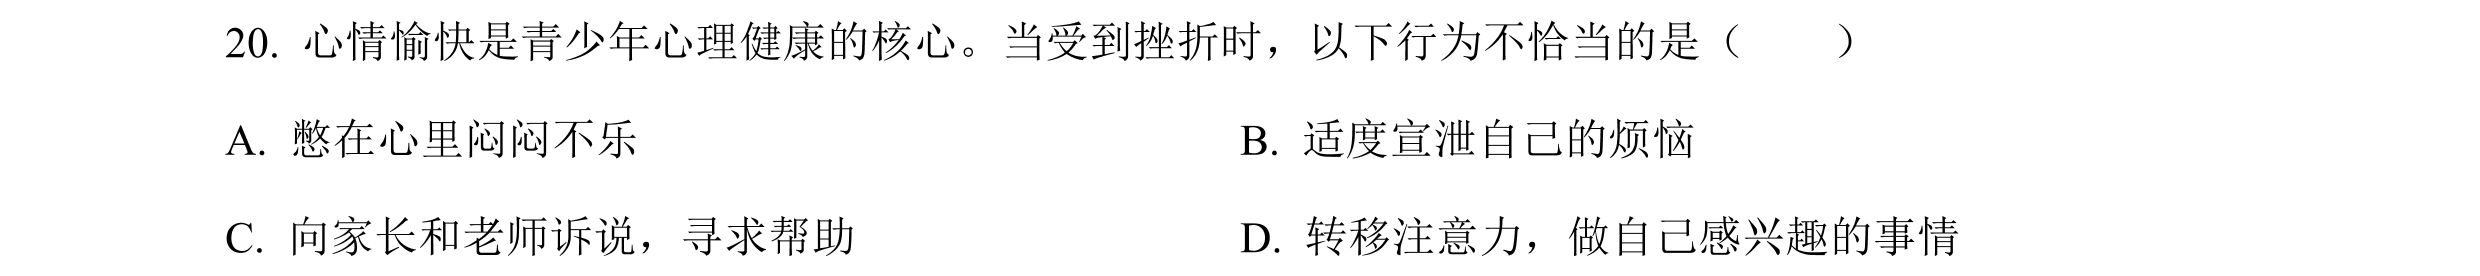 20. 心情愉快是青少年心理健康的核心。当受到挫折时，以下行为不恰当的是（　　）
A. 憋在心里闷闷不乐　　B. 适度宣泄自己的烦恼
C. 向家长和老师诉说，寻求帮助　　D. 转移注意力，做自己感兴趣的事情